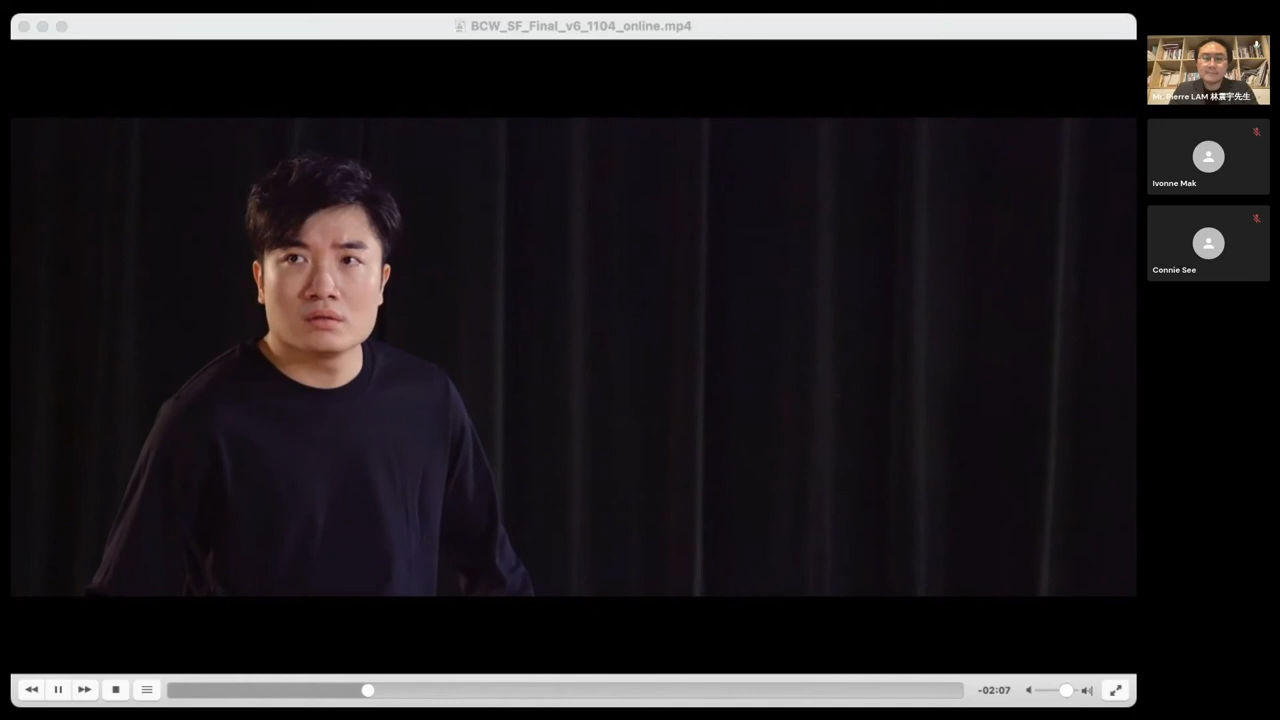 BCW_SF_Final_v6_1104_online.mp4
Mr. Pierre LAM 林震宇先生
Ivonne Mak
Connie See
-02:07